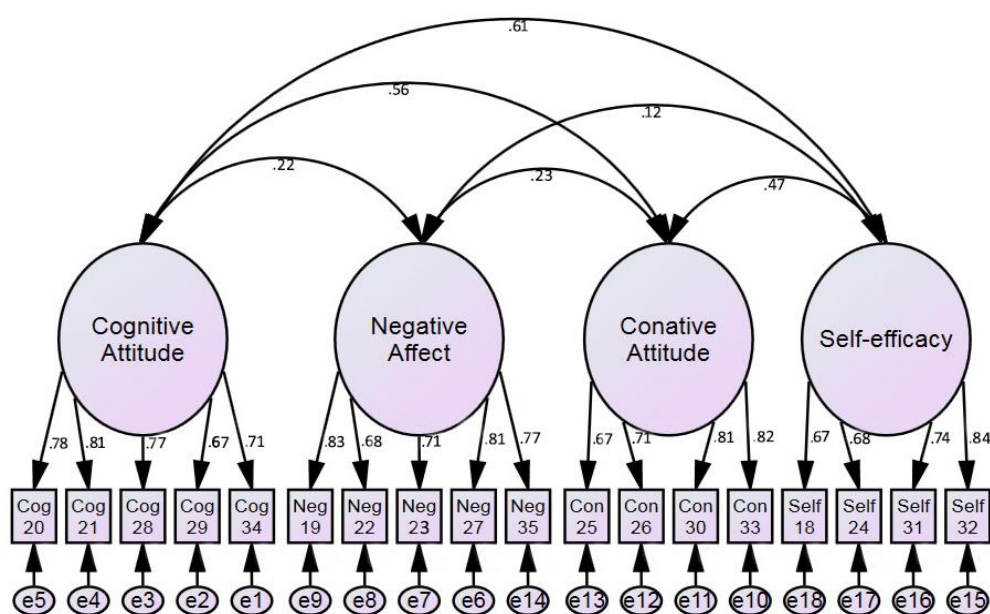 .61
.56
.12
.22
.23
.47
Cognitive
Attitude
Negative
Affect
Conative
Attitude
Self-efficacy
.78 .81 .77 .67 .71 .83 .68 .71 .81 .77 .67 .71 .81 .82 .67 .68 .74 .84
Cog Cog Cog Cog Cog Neg Neg Neg Neg Neg Con Con Con Con Self Self Self Self
20 21 28 29 34 19 22 23 27 35 25 26 30 33 18 24 31 32
e5 e4 e3 e2 e1 e9 e8 e7 e6 e14 e13 e12 e11 e10 e18 e17 e16 e15